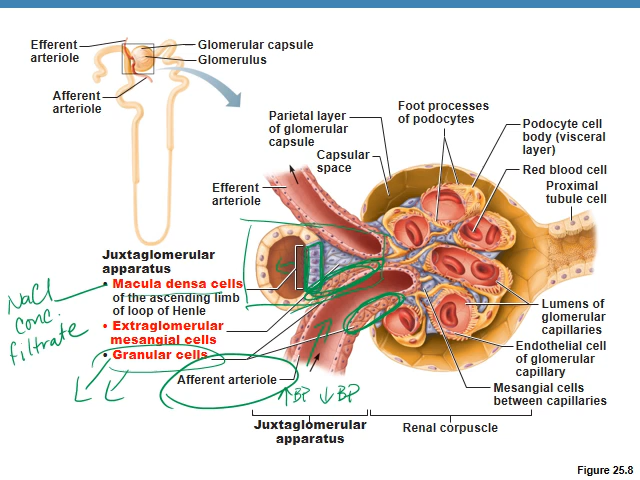 Efferent
arteriole
Glomerular capsule
Glomerulus
Afferent
arteriole
Parietal layer
of glomerular
capsule
Foot processes
of podocytes
Podocyte cell
body (visceral
layer)
Capsular
space
Red blood cell
Efferent
arteriole
Proximal
tubule cell
Juxtaglomerular
apparatus
• Macula densa cells
of the ascending limb
of loop of Henle
• Extraglomerular
mesangial cells
• Granular cells
NaCl
conc.
filtrate
Afferent arteriole
↑BP ↓BP
Lumens of
glomerular
capillaries
Endothelial cell
of glomerular
capillary
Mesangial cells
between capillaries
Juxtaglomerular
apparatus
Renal corpuscle
Figure 25.8